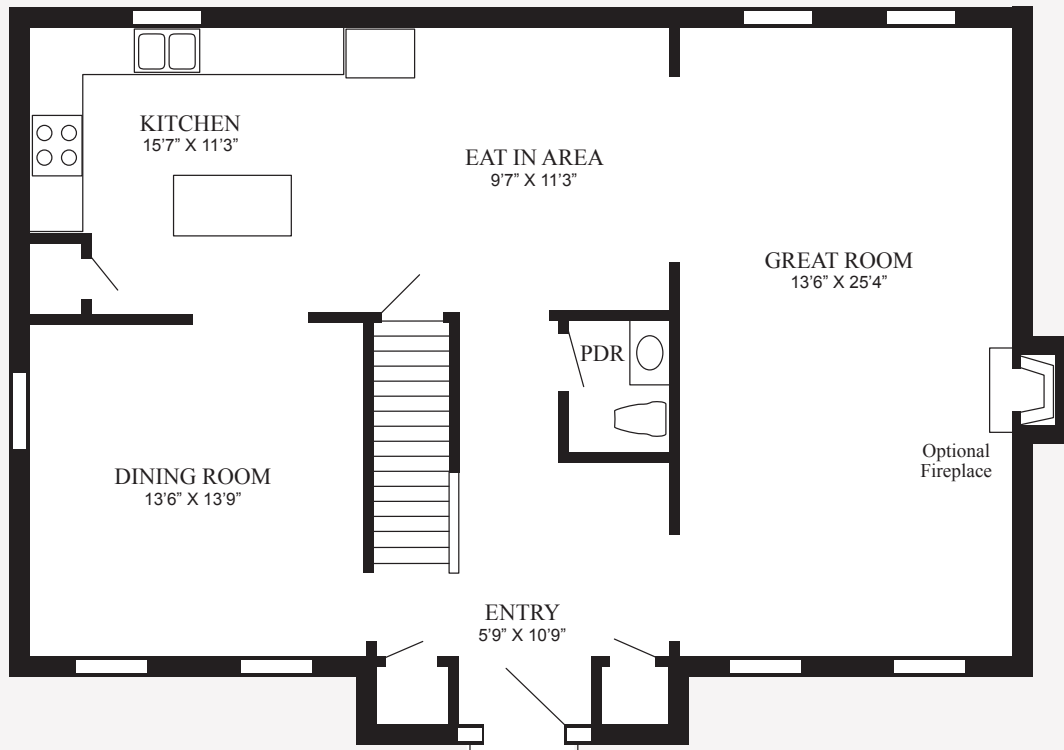 KITCHEN
15’7” X 11’3”
EAT IN AREA
9’7” X 11’3”
GREAT ROOM
13’6” X 25’4”
PDR
Optional
Fireplace
DINING ROOM
13’6” X 13’9”
ENTRY
5’9” X 10’9”